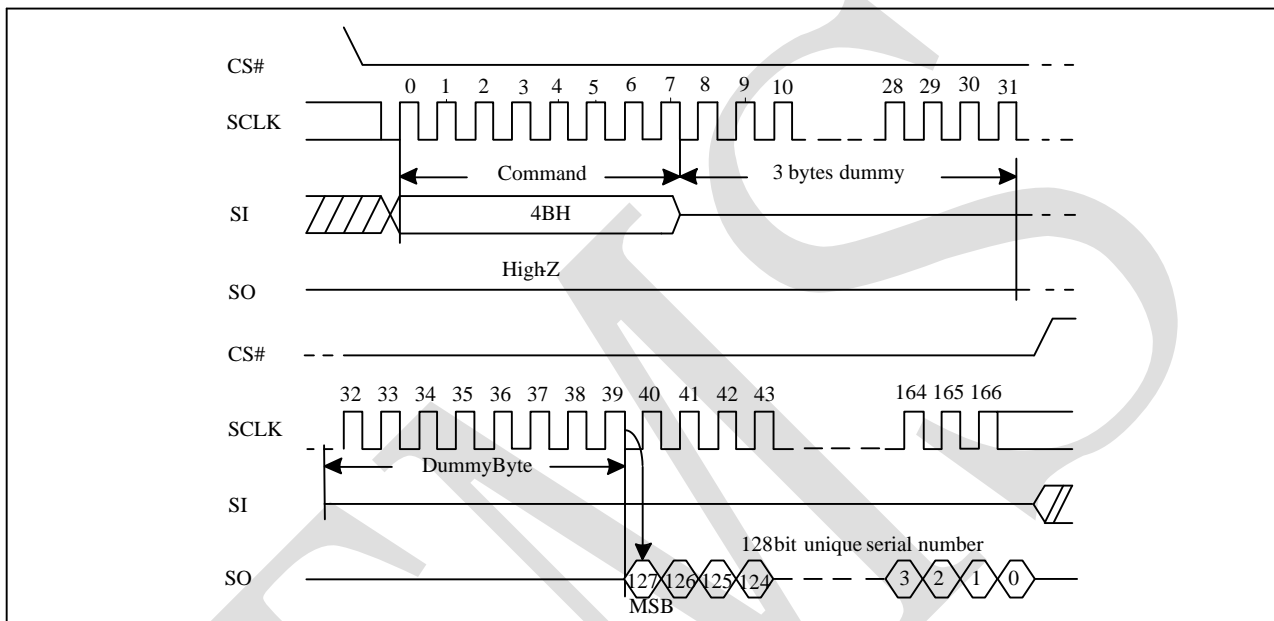 CS#
0 1 2 3 4 5 6 7 8 9 10 28 29 30 31
SCLK
Command 3 bytes dummy
SI 4BH
High-Z
SO
CS#
32 33 34 35 36 37 38 39 40 41 42 43 164 165 166
SCLK
DummyByte
SI
128bit unique serial number
SO 127 126 125 124 3 2 1 0
MSB